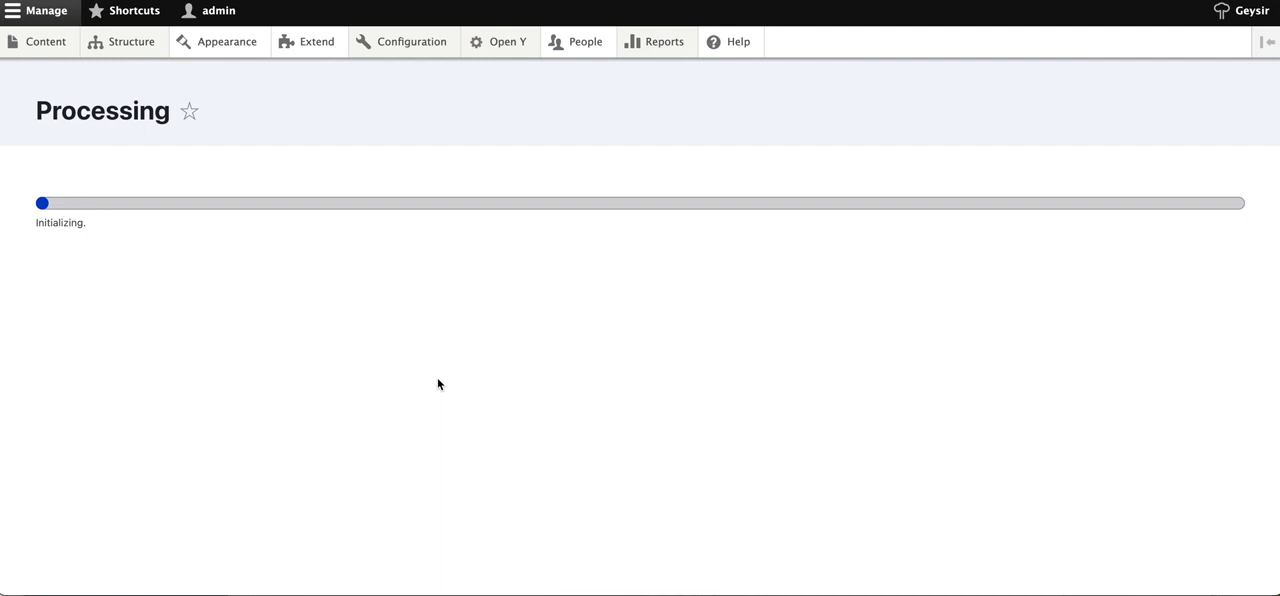 Manage Shortcuts admin Geysir
Content Structure Appearance Extend Configuration Open Y People Reports Help
Processing
Initializing.